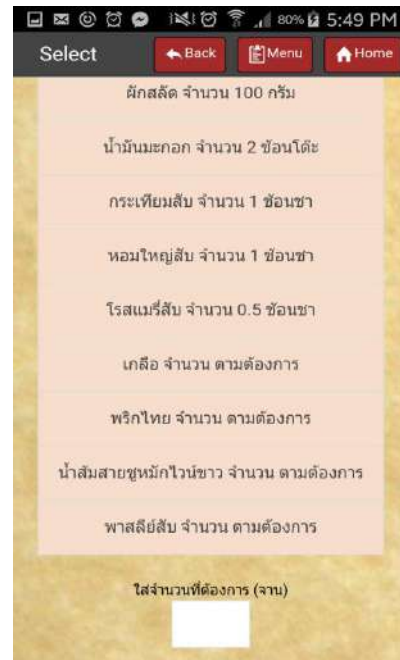 80% 5:49 PM
Select Back Menu Home
ผักสลัด จำนวน 100 กรัม
น้ำมันมะกอก จำนวน 2 ช้อนโต๊ะ
กระเทียมสับ จำนวน 1 ช้อนชา
หอมใหญ่สับ จำนวน 1 ช้อนชา
โรสแมรี่สับ จำนวน 0.5 ช้อนชา
เกลือ จำนวน ตามต้องการ
พริกไทย จำนวน ตามต้องการ
น้ำส้มสายชูหมักไวน์ขาว จำนวน ตามต้องการ
พาสลีย์สับ จำนวน ตามต้องการ
ใส่จำนวนที่ต้องการ (จาน)